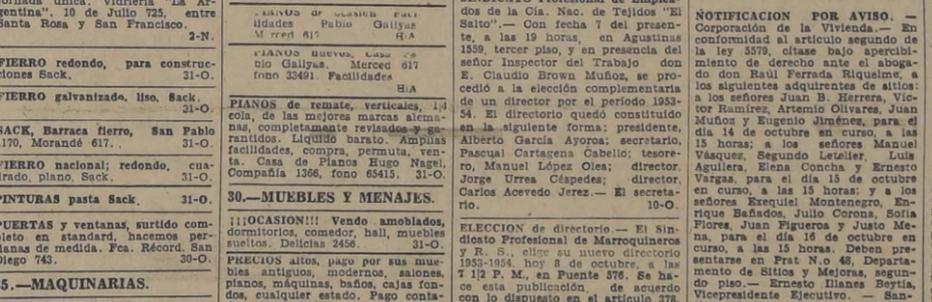 jornada única. Vidriería "La Ar-
gentina". 10 de Julio 725, entre
Santa Rosa y San Francisco.
2-N.
FIERRO redondo, para construc-
ciones Sack. 31-O.
FIERRO galvanizado, liso, Sack.
31-O.
SACK, Barraca fierro, San Pablo
1170, Morandé 617. 31-O.
FIERRO nacional; redondo, cua-
drado, plano, Sack. 31-O.
PINTURAS pasta Sack. 31-O.
PUERTAS y ventanas, surtido com-
pleto en standard, hacemos per-
sianas de medida. Fca. Récord. San
Diego 743. 30-O.
5.—MAQUINARIAS.
PIANOS de ocasión Faci-
lidades Pablo Gallyas
Merced 617 H|A
PIANOS nuevos, Casa Pa-
blo Gallyas. Merced 617
fono 33491. Facilidades
H|A
PIANOS de remate, verticales, 1|4
cola, de las mejores marcas alema-
nas, completamente revisados y ga-
rantidos. Liquido barato. Amplias
facilidades, compra, permuta, ven-
ta. Casa de Pianos Hugo Nagel,
Compañía 1366, fono 65415. 31-O.
30.—MUEBLES Y MENAJES.
¡¡¡OCASION!!! Vendo amoblados,
dormitorios, comedor, hall, muebles
sueltos. Delicias 2456. 31-O.
PRECIOS altos, pago por sus mue-
bles antiguos, modernos, salones,
pianos, máquinas, baños, cajas fon-
dos, cualquier estado. Pago conta-
SINDICATO Profesional de Emplea-
dos de la Cía. Nac. de Tejidos "El
Salto".— Con fecha 7 del presen-
te, a las 19 horas, en Agustinas
1559, tercer piso, y en presencia del
señor Inspector del Trabajo don
E. Claudio Brown Muñoz, se pro-
cedió a la elección complementaria
de un director por el período 1953-
54. El directorio quedó constituido
en la siguiente forma: presidente,
Alberto García Ayoroa; secretario,
Pascual Cartagena Cabello; tesore-
ro, Manuel López Olea; director,
Jorge Urrea Céspedes; director,
Carlos Acevedo Jerez.— El secreta-
rio. 10-O.
ELECCION de directorio.— El Sin-
dicato Profesional de Marroquineros
y R. S., elige su nuevo directorio
1953-1954, hoy 8 de octubre, a las
7 1|2 P. M., en Puente 576. Se ha-
ce esta publicación, de acuerdo
con lo dispuesto en el artículo 378,
NOTIFICACION POR AVISO. —
Corporación de la Vivienda.— En
conformidad al artículo segundo de
la ley 5579, cítase bajo apercibi-
miento de derecho ante el aboga-
do don Raúl Ferrada Riquelme, a
los siguientes adquirentes de sitios:
a los señores Juan B. Herrera, Víc-
tor Ramírez, Artemio Olivares, Juan
Muñoz y Eugenio Jiménez, para el
día 14 de octubre en curso, a las
15 horas; a los señores Manuel
Vásquez, Segundo Letelier, Luis
Aguilera, Elena Concha y Ernesto
Vargas, para el día 15 de octubre
en curso, a las 15 horas; y a los
señores Exequiel Montenegro, En-
rique Bañados, Julio Corona, Sofía
Flores, Juan Figueroa y Justo Me-
na, para el día 16 de octubre en
curso, a las 15 horas. Deben pre-
sentarse en Prat N.o 48, Departa-
mento de Sitios y Mejoras, segun-
do piso.— Ernesto Illanes Beytía,
Vicepresidente Ejecutivo. San-